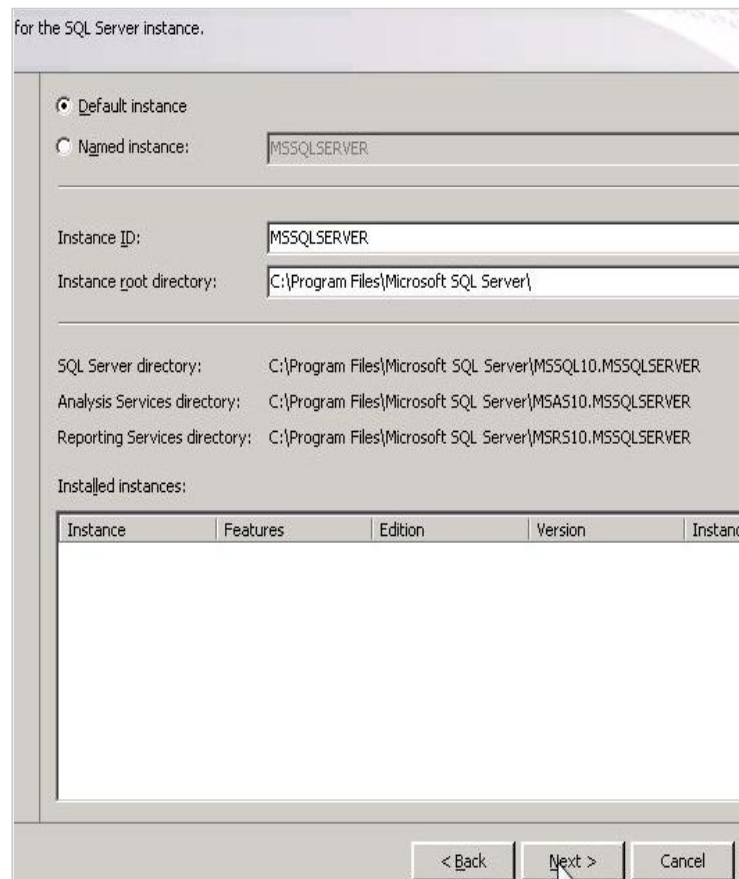 for the SQL Server instance.
Default instance
Named instance: MSSQLSERVER
Instance ID: MSSQLSERVER
Instance root directory: C:\Program Files\Microsoft SQL Server\
SQL Server directory: C:\Program Files\Microsoft SQL Server\MSSQL10.MSSQLSERVER
Analysis Services directory: C:\Program Files\Microsoft SQL Server\MSAS10.MSSQLSERVER
Reporting Services directory: C:\Program Files\Microsoft SQL Server\MSRS10.MSSQLSERVER
Installed instances:
Instance Features Edition Version Instanc
< Back Next > Cancel